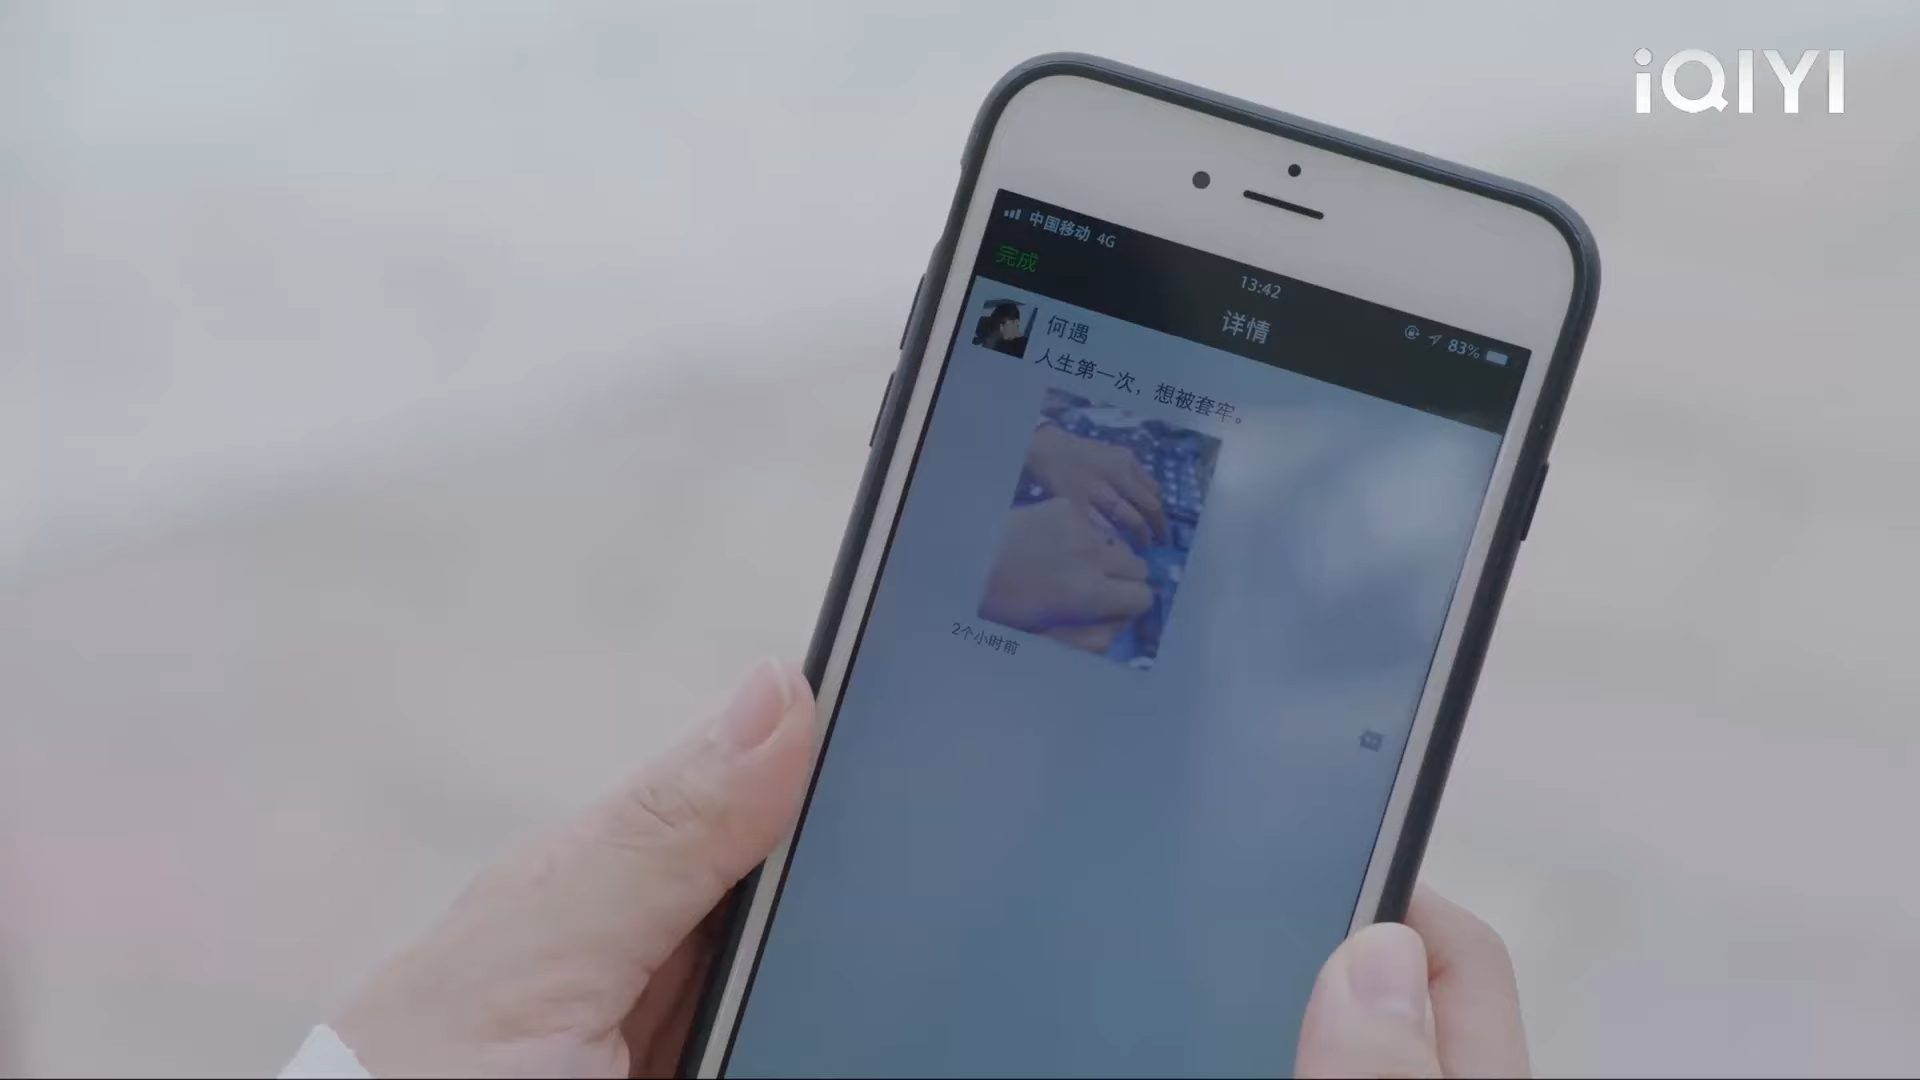 iQIYI
中国移动 4G
13:42
83%
完成
详情
何遇
人生第一次，想被套牢。
2个小时前